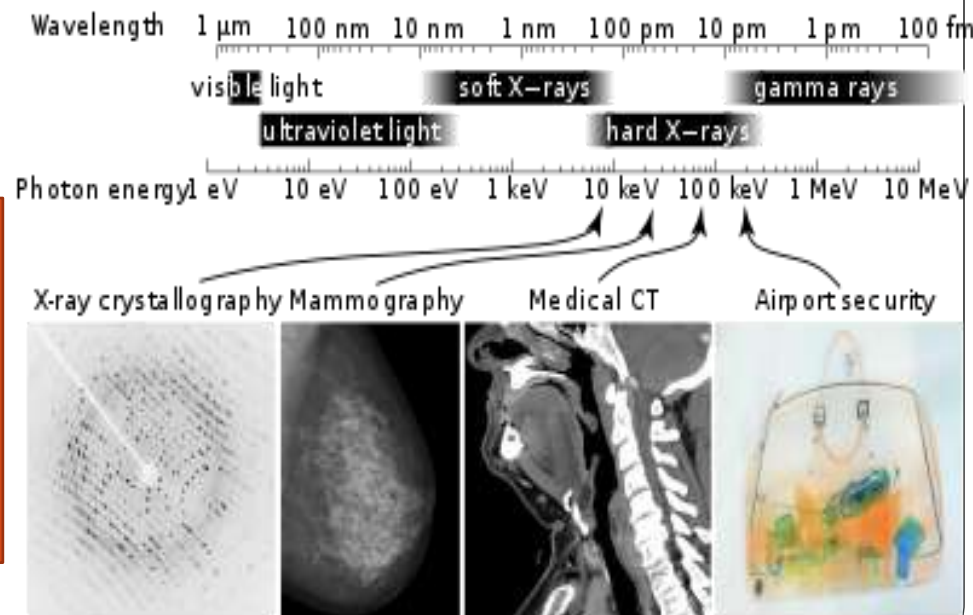 Wavelength 1 µm 100 nm 10 nm 1 nm 100 pm 10 pm 1 pm 100 fm
visible light soft X–rays gamma rays
ultraviolet light hard X–rays
Photon energy 1 eV 10 eV 100 eV 1 keV 10 keV 100 keV 1 MeV 10 MeV
X-ray crystallography Mammography Medical CT Airport security